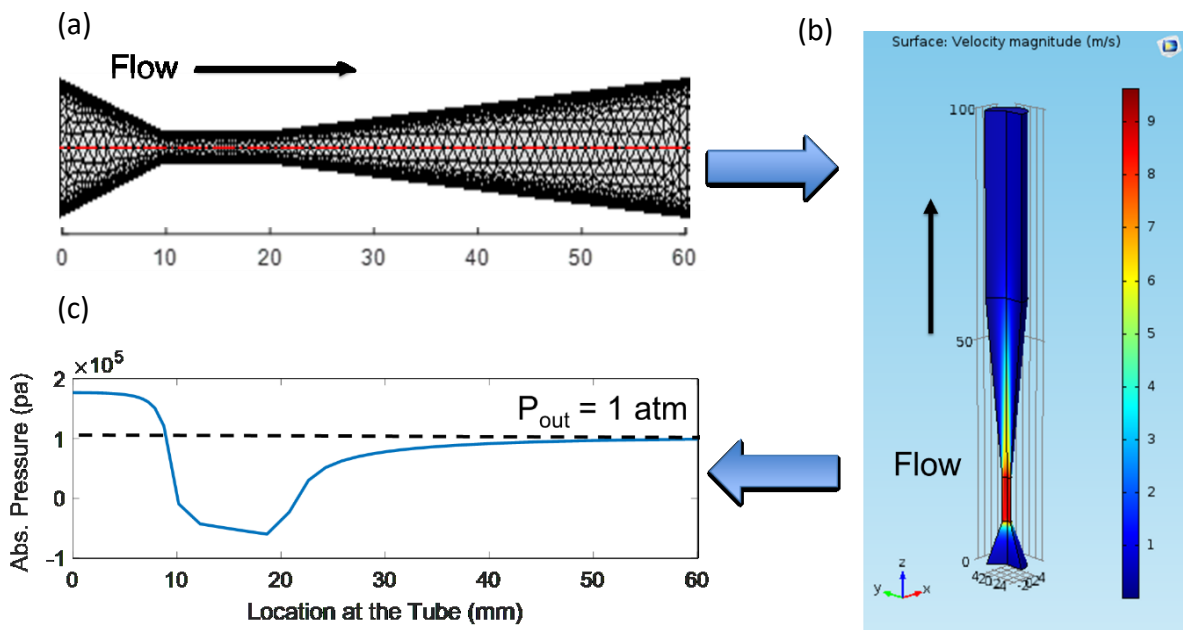 (a)
Flow
0 10 20 30 40 50 60
(b)
Surface: Velocity magnitude (m/s)
100
50
0
Flow
9
8
7
6
5
4
3
2
1
z
y
x
(c)
×10⁵
2
1
0
-1
Abs. Pressure (pa)
P_out = 1 atm
0 10 20 30 40 50 60
Location at the Tube (mm)